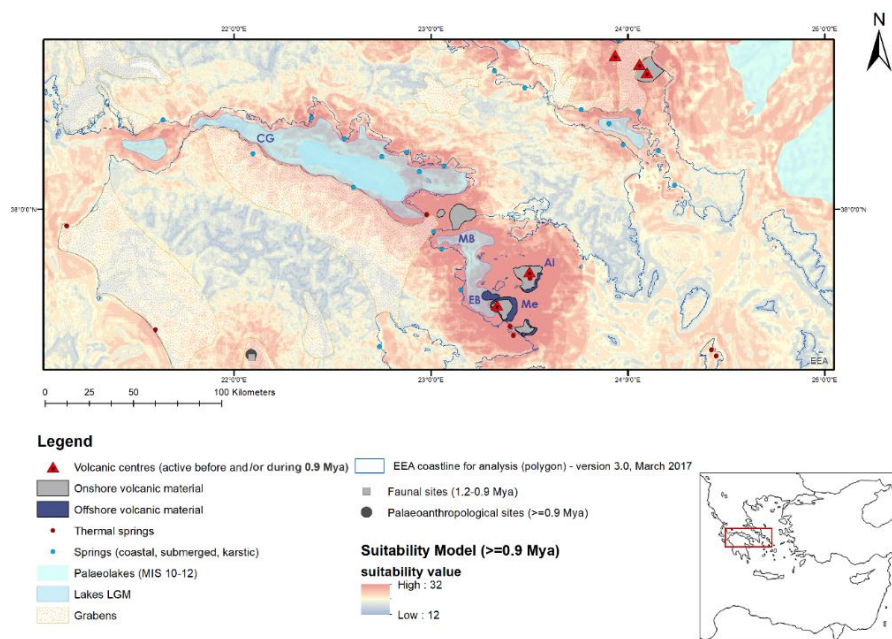 22°0'0"E 23°0'0"E 24°0'0"E 25°0'0"E
N
CG
38°0'0"N 38°0'0"N
MB
AI
EB Me
EEA
22°0'0"E 23°0'0"E 24°0'0"E 25°0'0"E
0 25 50 100 Kilometers
Legend
Volcanic centres (active before and/or during 0.9 Mya)
Onshore volcanic material
Offshore volcanic material
Thermal springs
Springs (coastal, submerged, karstic)
Palaeolakes (MIS 10-12)
Lakes LGM
Grabens
EEA coastline for analysis (polygon) - version 3.0, March 2017
Faunal sites (1.2-0.9 Mya)
Palaeoanthropological sites (>=0.9 Mya)
Suitability Model (>=0.9 Mya)
suitability value
High : 32
Low : 12